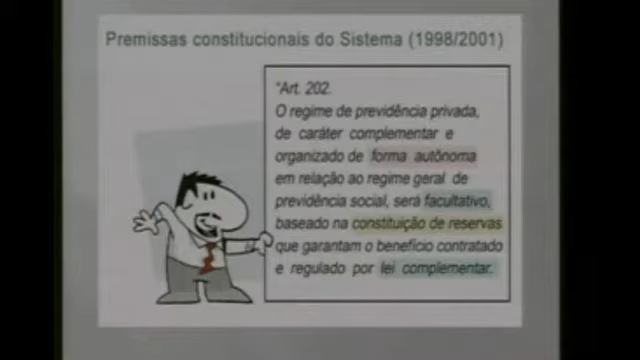 Premissas constitucionais do Sistema (1998/2001)
"Art. 202.
O regime de previdência privada,
de caráter complementar e
organizado de forma autônoma
em relação ao regime geral de
previdência social, será facultativo,
baseado na constituição de reservas
que garantam o benefício contratado
e regulado por lei complementar.